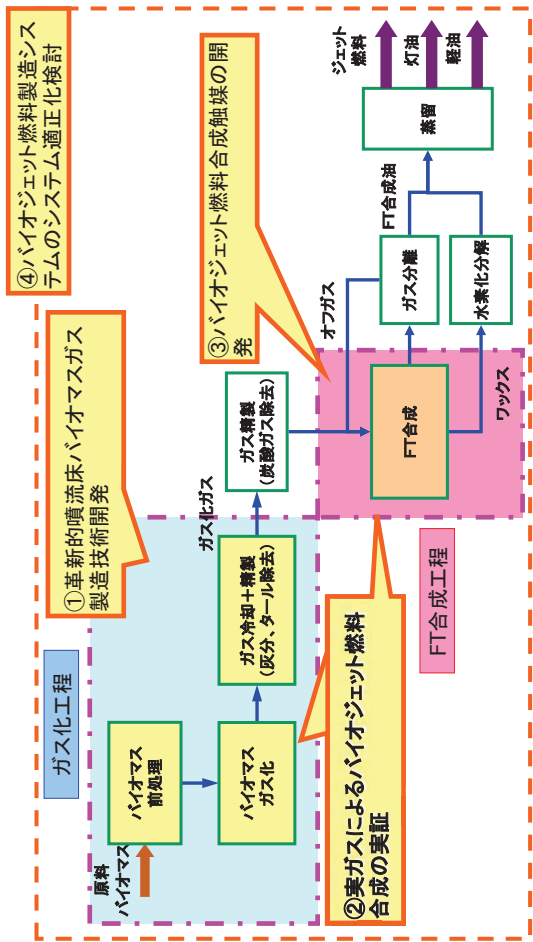 ④バイオジェット燃料製造シス
テムのシステム適正化検討
①革新的噴流床バイオマスガス
製造技術開発
③バイオジェット燃料合成触媒の開
発
ガス化工程
原料
バイオマス
バイオマス
前処理
バイオマス
ガス化
ガス冷却＋精製
(灰分、タール除去)
ガス化ガス
ガス精製
(炭酸ガス除去)
オフガス
FT合成
ワックス
ガス分離
水素化分解
FT合成油
蒸留
ジェット
燃料
灯油
軽油
②実ガスによるバイオジェット燃料
合成の実証
FT合成工程